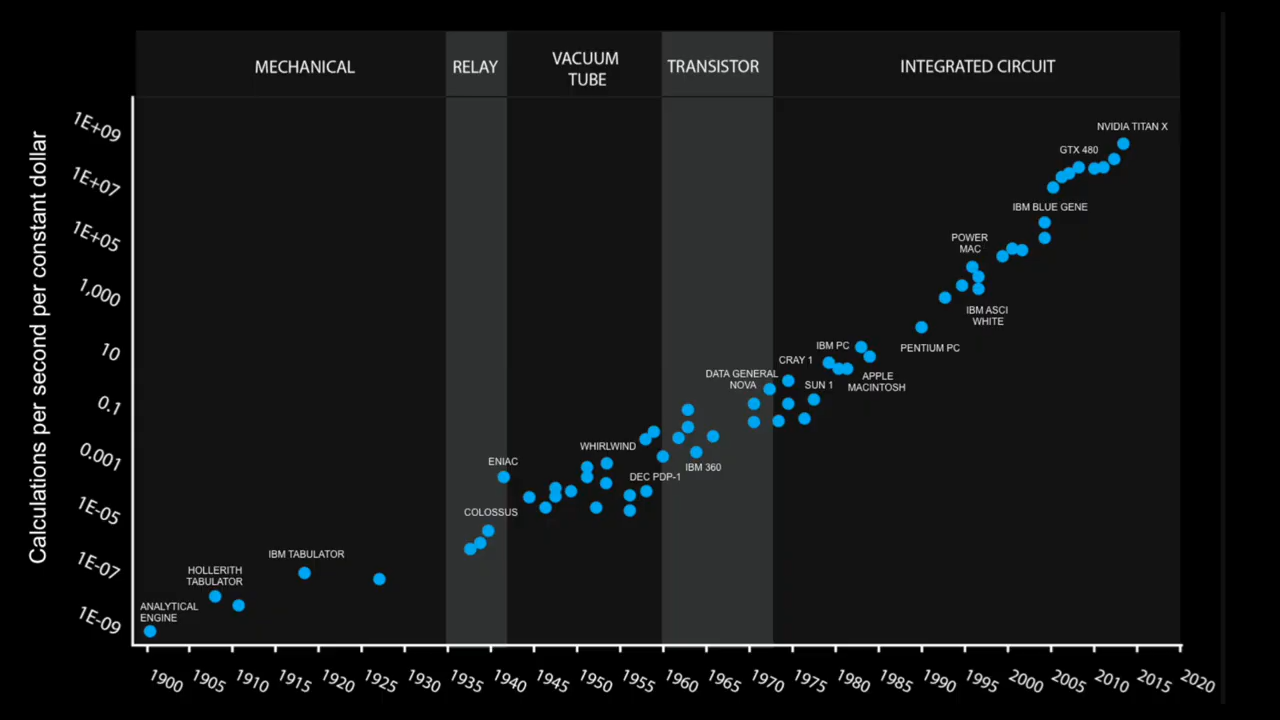 MECHANICAL
RELAY
VACUUM
TUBE
TRANSISTOR
INTEGRATED CIRCUIT
Calculations per second per constant dollar
1E+09
1E+07
1E+05
1,000
10
0.1
0.001
1E-05
1E-07
1E-09
ANALYTICAL
ENGINE
HOLLERITH
TABULATOR
IBM TABULATOR
COLOSSUS
ENIAC
WHIRLWIND
DEC PDP-1
IBM 360
DATA GENERAL
NOVA
CRAY 1
SUN 1
IBM PC
APPLE
MACINTOSH
PENTIUM PC
POWER
MAC
IBM ASCI
WHITE
IBM BLUE GENE
GTX 480
NVIDIA TITAN X
1900
1905
1910
1915
1920
1925
1930
1935
1940
1945
1950
1955
1960
1965
1970
1975
1980
1985
1990
1995
2000
2005
2010
2015
2020